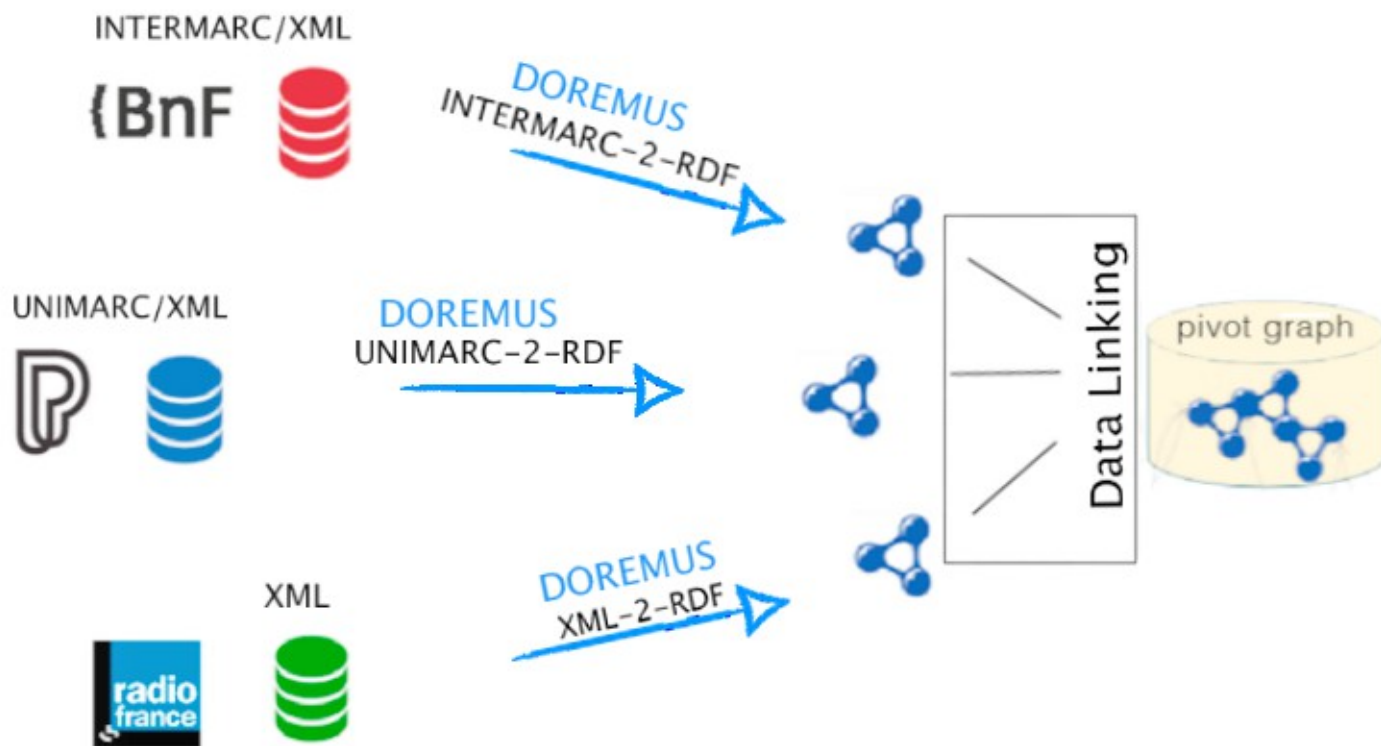 INTERMARC/XML
{BnF
DOREMUS
INTERMARC-2-RDF
UNIMARC/XML
DOREMUS
UNIMARC-2-RDF
XML
radio
france
DOREMUS
XML-2-RDF
Data Linking
pivot graph